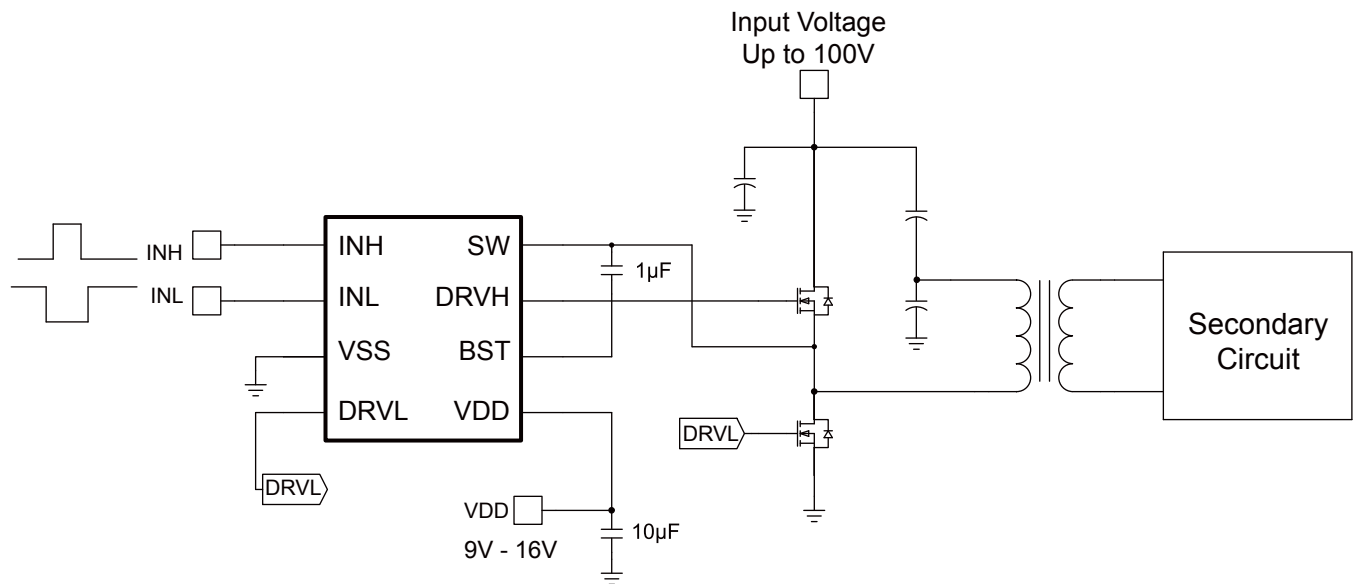 Input Voltage
Up to 100V
INH
INL
INH
INL
VSS
DRVL
SW
DRVH
BST
VDD
1µF
DRVL
DRVL
VDD
9V - 16V
10µF
Secondary
Circuit